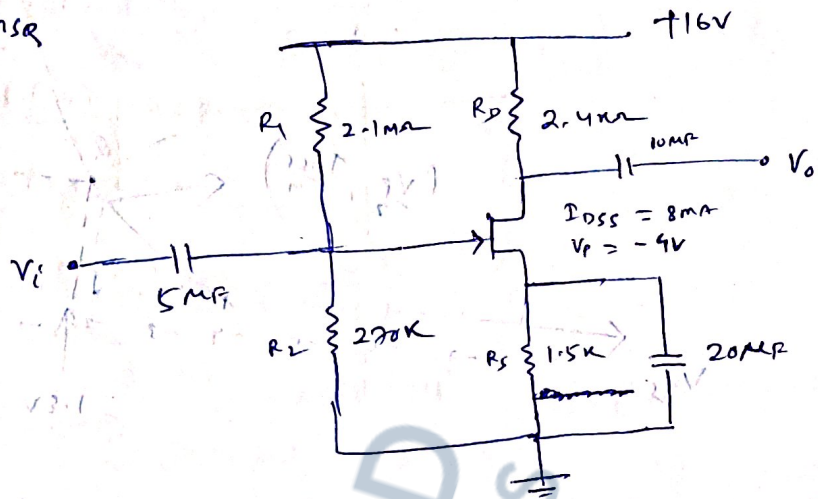 +16V
R1
2.1MΩ
RD
2.4KΩ
10MF
Vo
IDSS = 8mA
VP = -4V
Vi
5MF
R2
270K
RS
1.5K
20MF
D
S